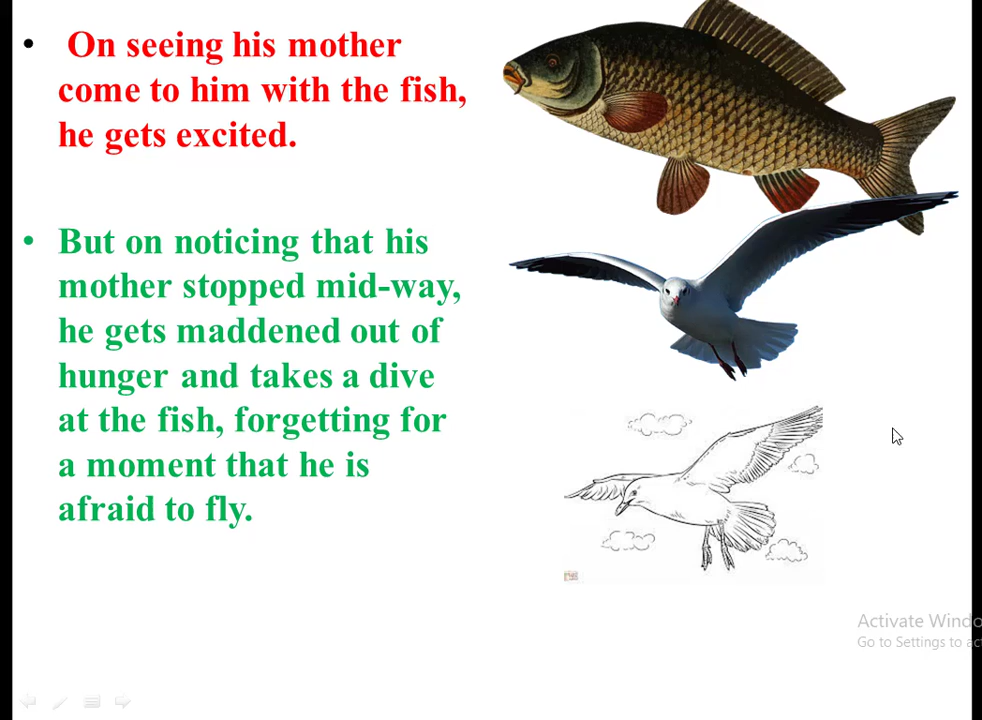 • On seeing his mother
come to him with the fish,
he gets excited.
• But on noticing that his
mother stopped mid-way,
he gets maddened out of
hunger and takes a dive
at the fish, forgetting for
a moment that he is
afraid to fly.
Activate Windo
Go to Settings to ac